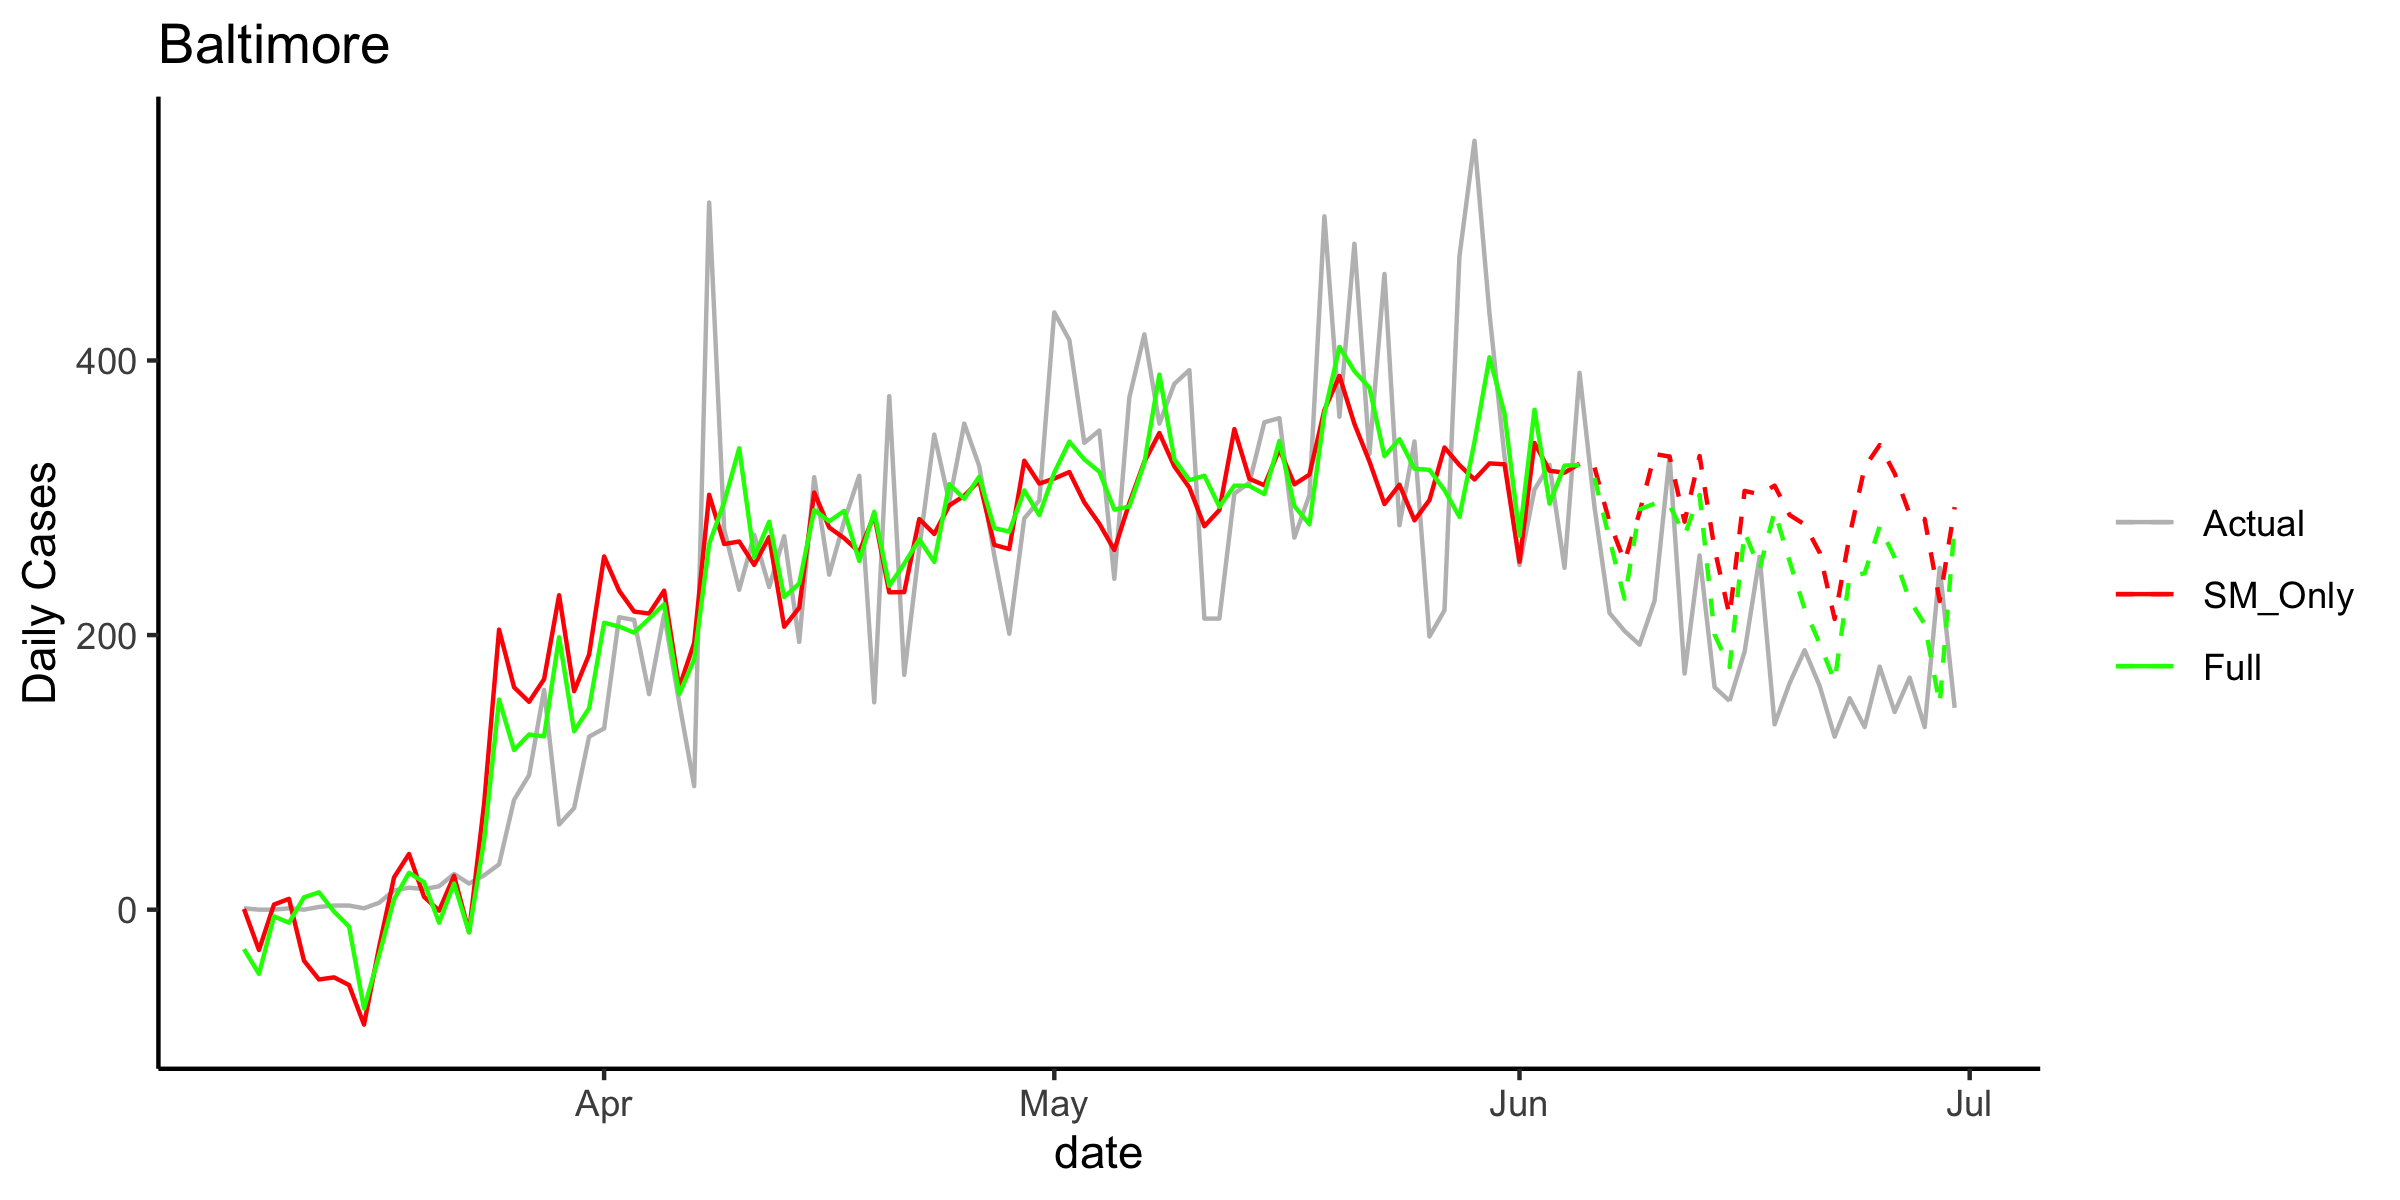 Baltimore
Daily Cases
400
200
0
Apr
May
Jun
Jul
date
Actual
SM_Only
Full